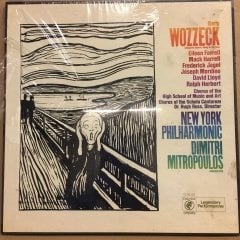 Berg
WOZZECK
Eileen Farrell
Mack Harrell
Frederick Jagel
Joseph Mordino
David Lloyd
Ralph Herbert
Chorus of the
High School of Music and Art
Chorus of the Schola Cantorum
Dr. Hugh Ross, Director
NEW YORK
PHILHARMONIC
DIMITRI
MITROPOULOS
Legendary
Performances